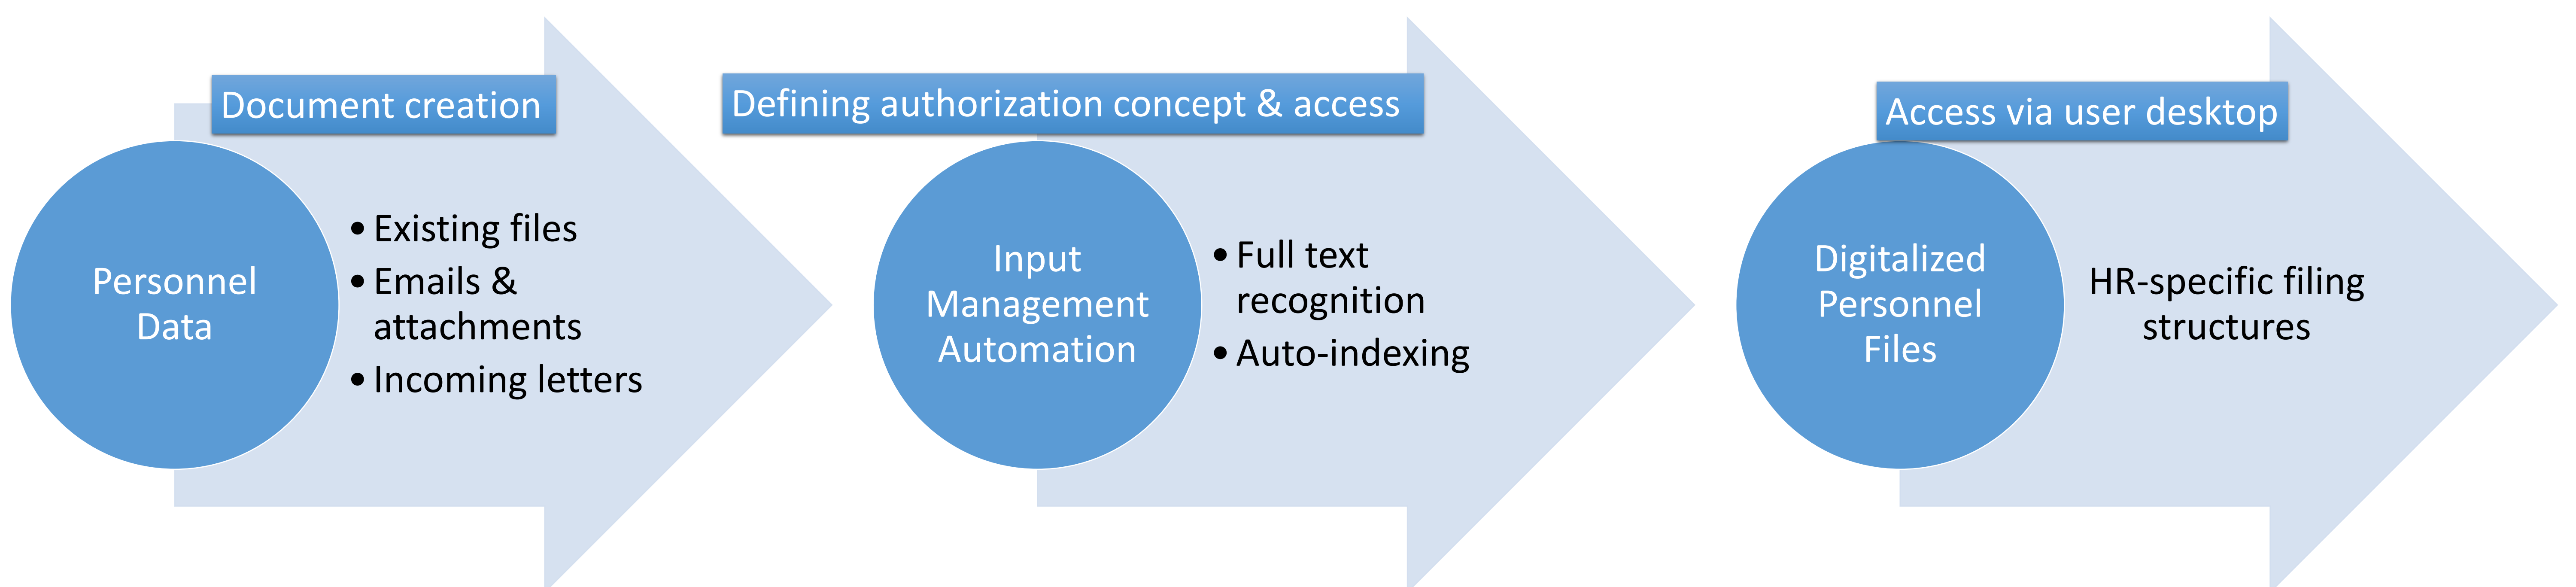 Document creation
Personnel
Data
• Existing files
• Emails &
attachments
• Incoming letters
Defining authorization concept & access
Input
Management
Automation
• Full text
recognition
• Auto-indexing
Access via user desktop
Digitalized
Personnel
Files
HR-specific filing
structures